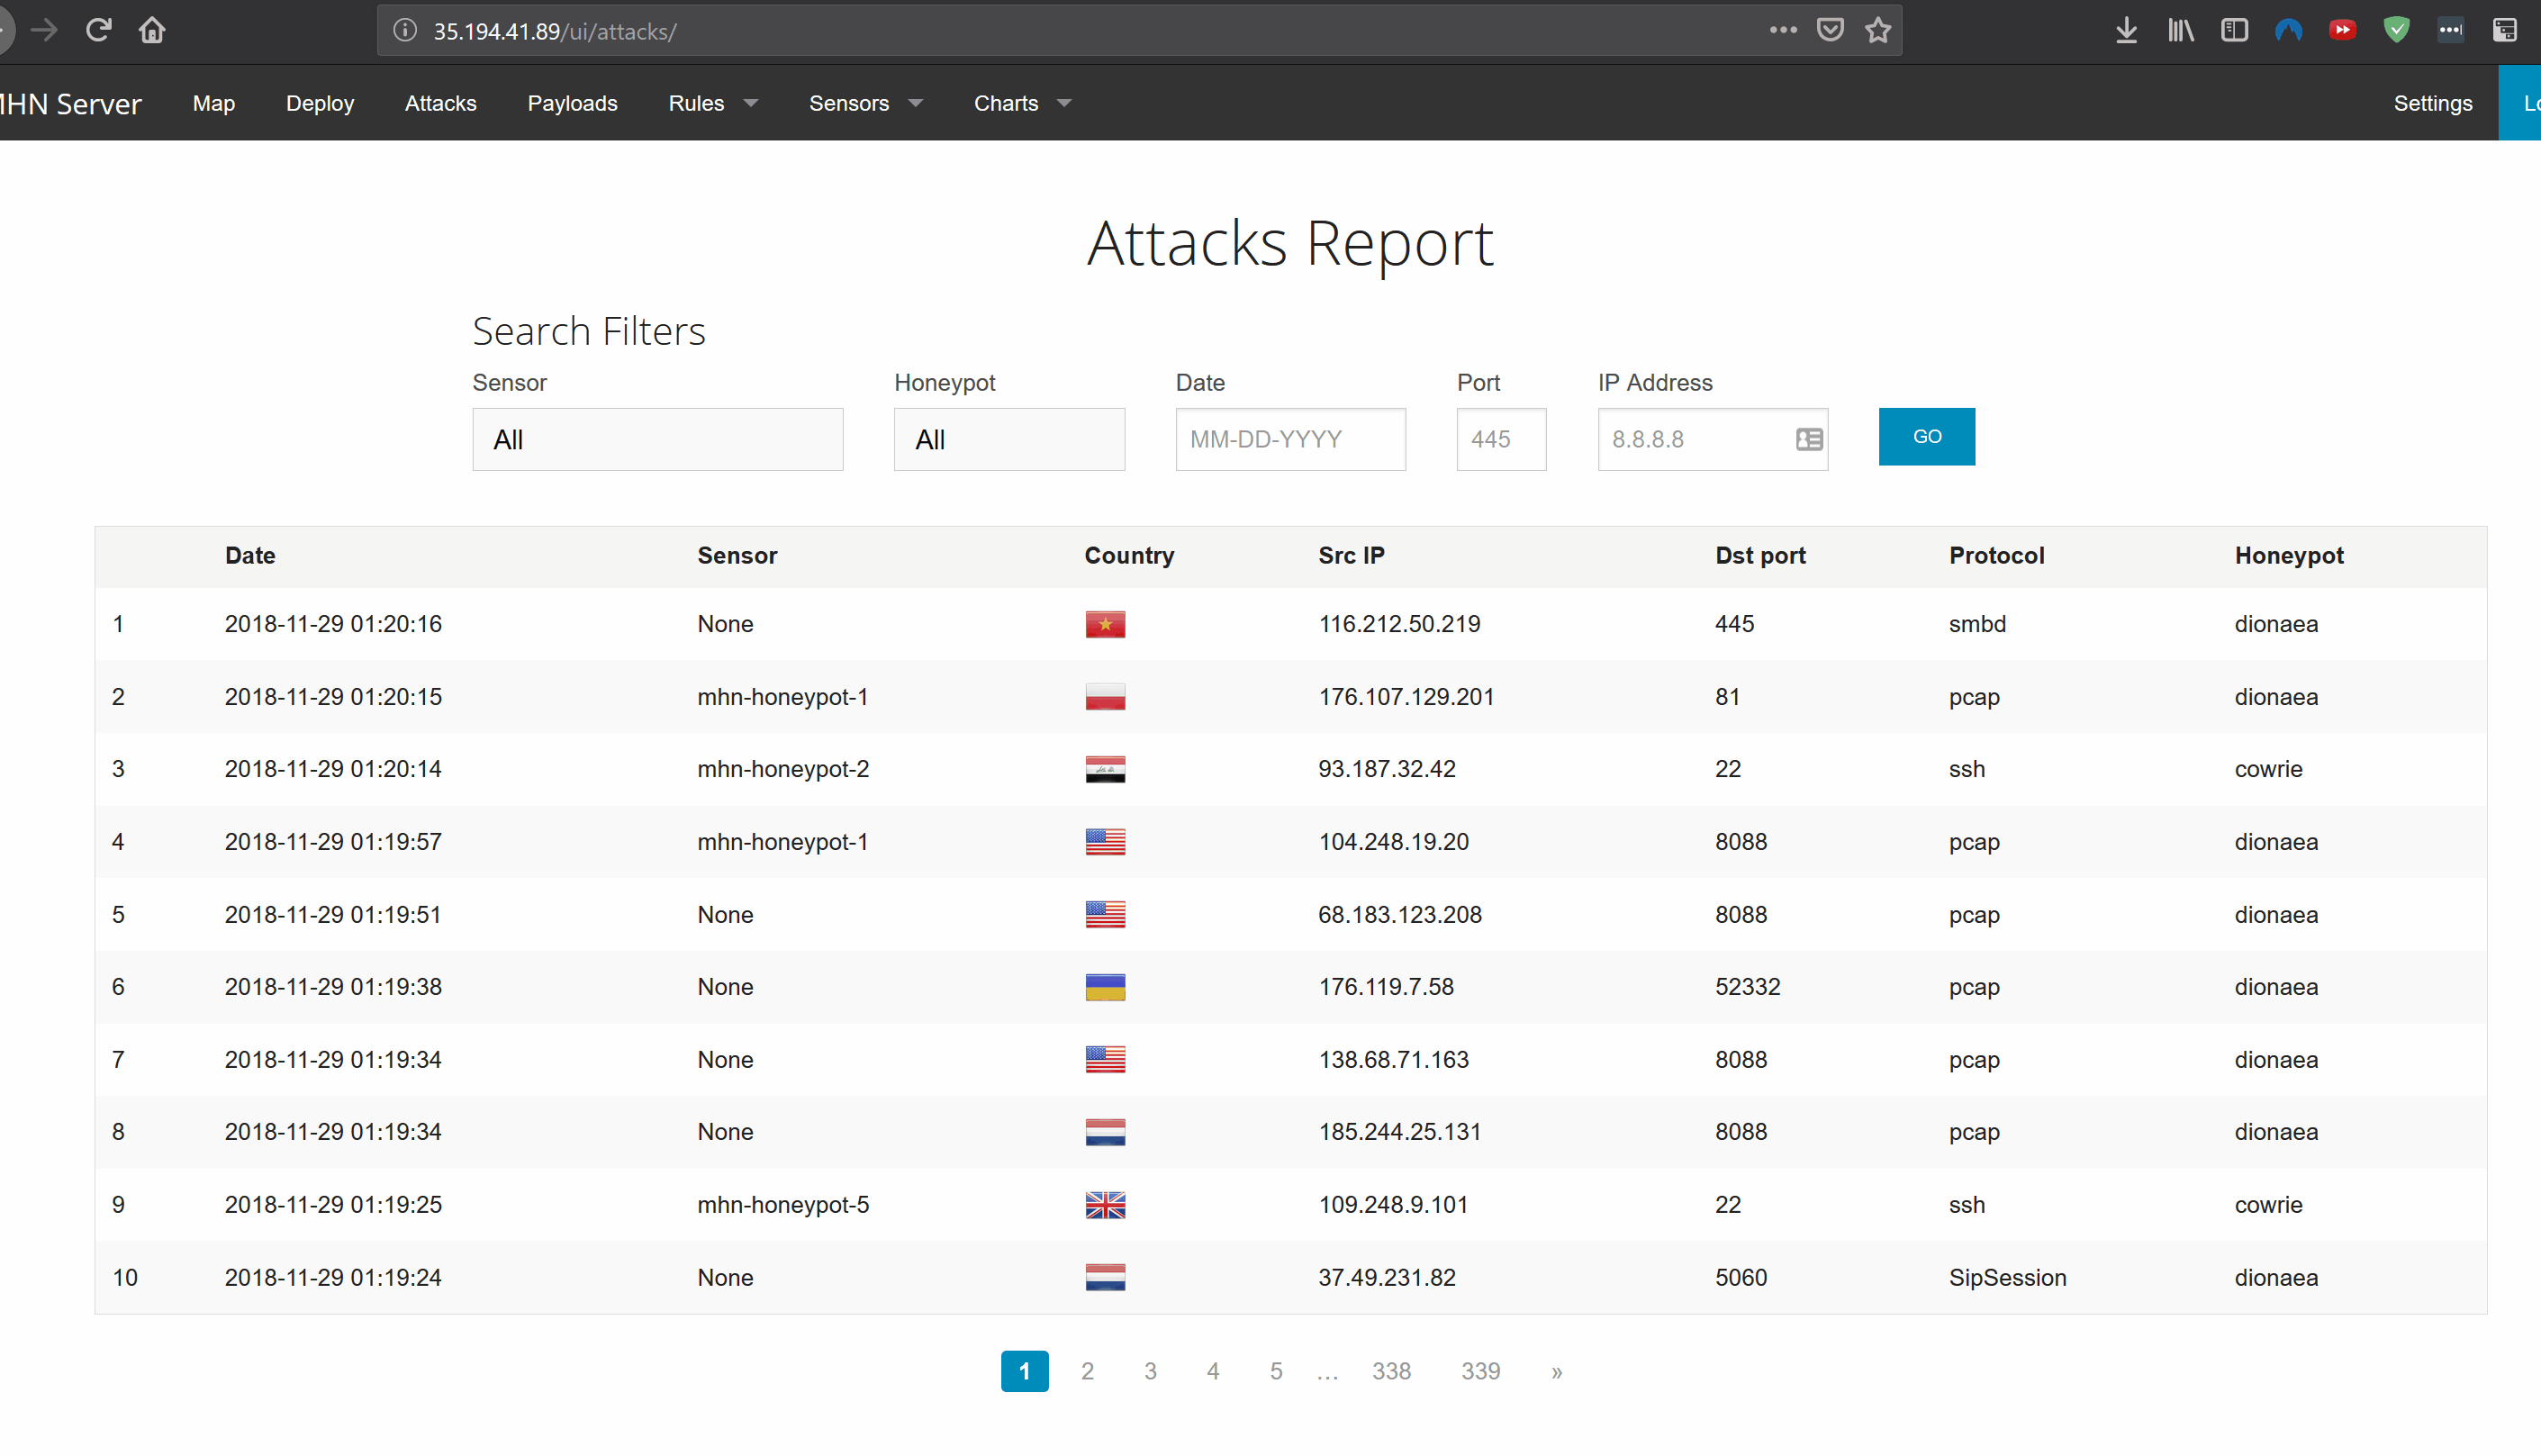 35.194.41.89/ui/attacks/
MHN Server Map Deploy Attacks Payloads Rules Sensors Charts Settings
Attacks Report
Search Filters
Sensor Honeypot Date Port IP Address
All All MM-DD-YYYY 445 8.8.8.8 GO
Date Sensor Country Src IP Dst port Protocol Honeypot
1 2018-11-29 01:20:16 None 116.212.50.219 445 smbd dionaea
2 2018-11-29 01:20:15 mhn-honeypot-1 176.107.129.201 81 pcap dionaea
3 2018-11-29 01:20:14 mhn-honeypot-2 93.187.32.42 22 ssh cowrie
4 2018-11-29 01:19:57 mhn-honeypot-1 104.248.19.20 8088 pcap dionaea
5 2018-11-29 01:19:51 None 68.183.123.208 8088 pcap dionaea
6 2018-11-29 01:19:38 None 176.119.7.58 52332 pcap dionaea
7 2018-11-29 01:19:34 None 138.68.71.163 8088 pcap dionaea
8 2018-11-29 01:19:34 None 185.244.25.131 8088 pcap dionaea
9 2018-11-29 01:19:25 mhn-honeypot-5 109.248.9.101 22 ssh cowrie
10 2018-11-29 01:19:24 None 37.49.231.82 5060 SipSession dionaea
1 2 3 4 5 … 338 339 »